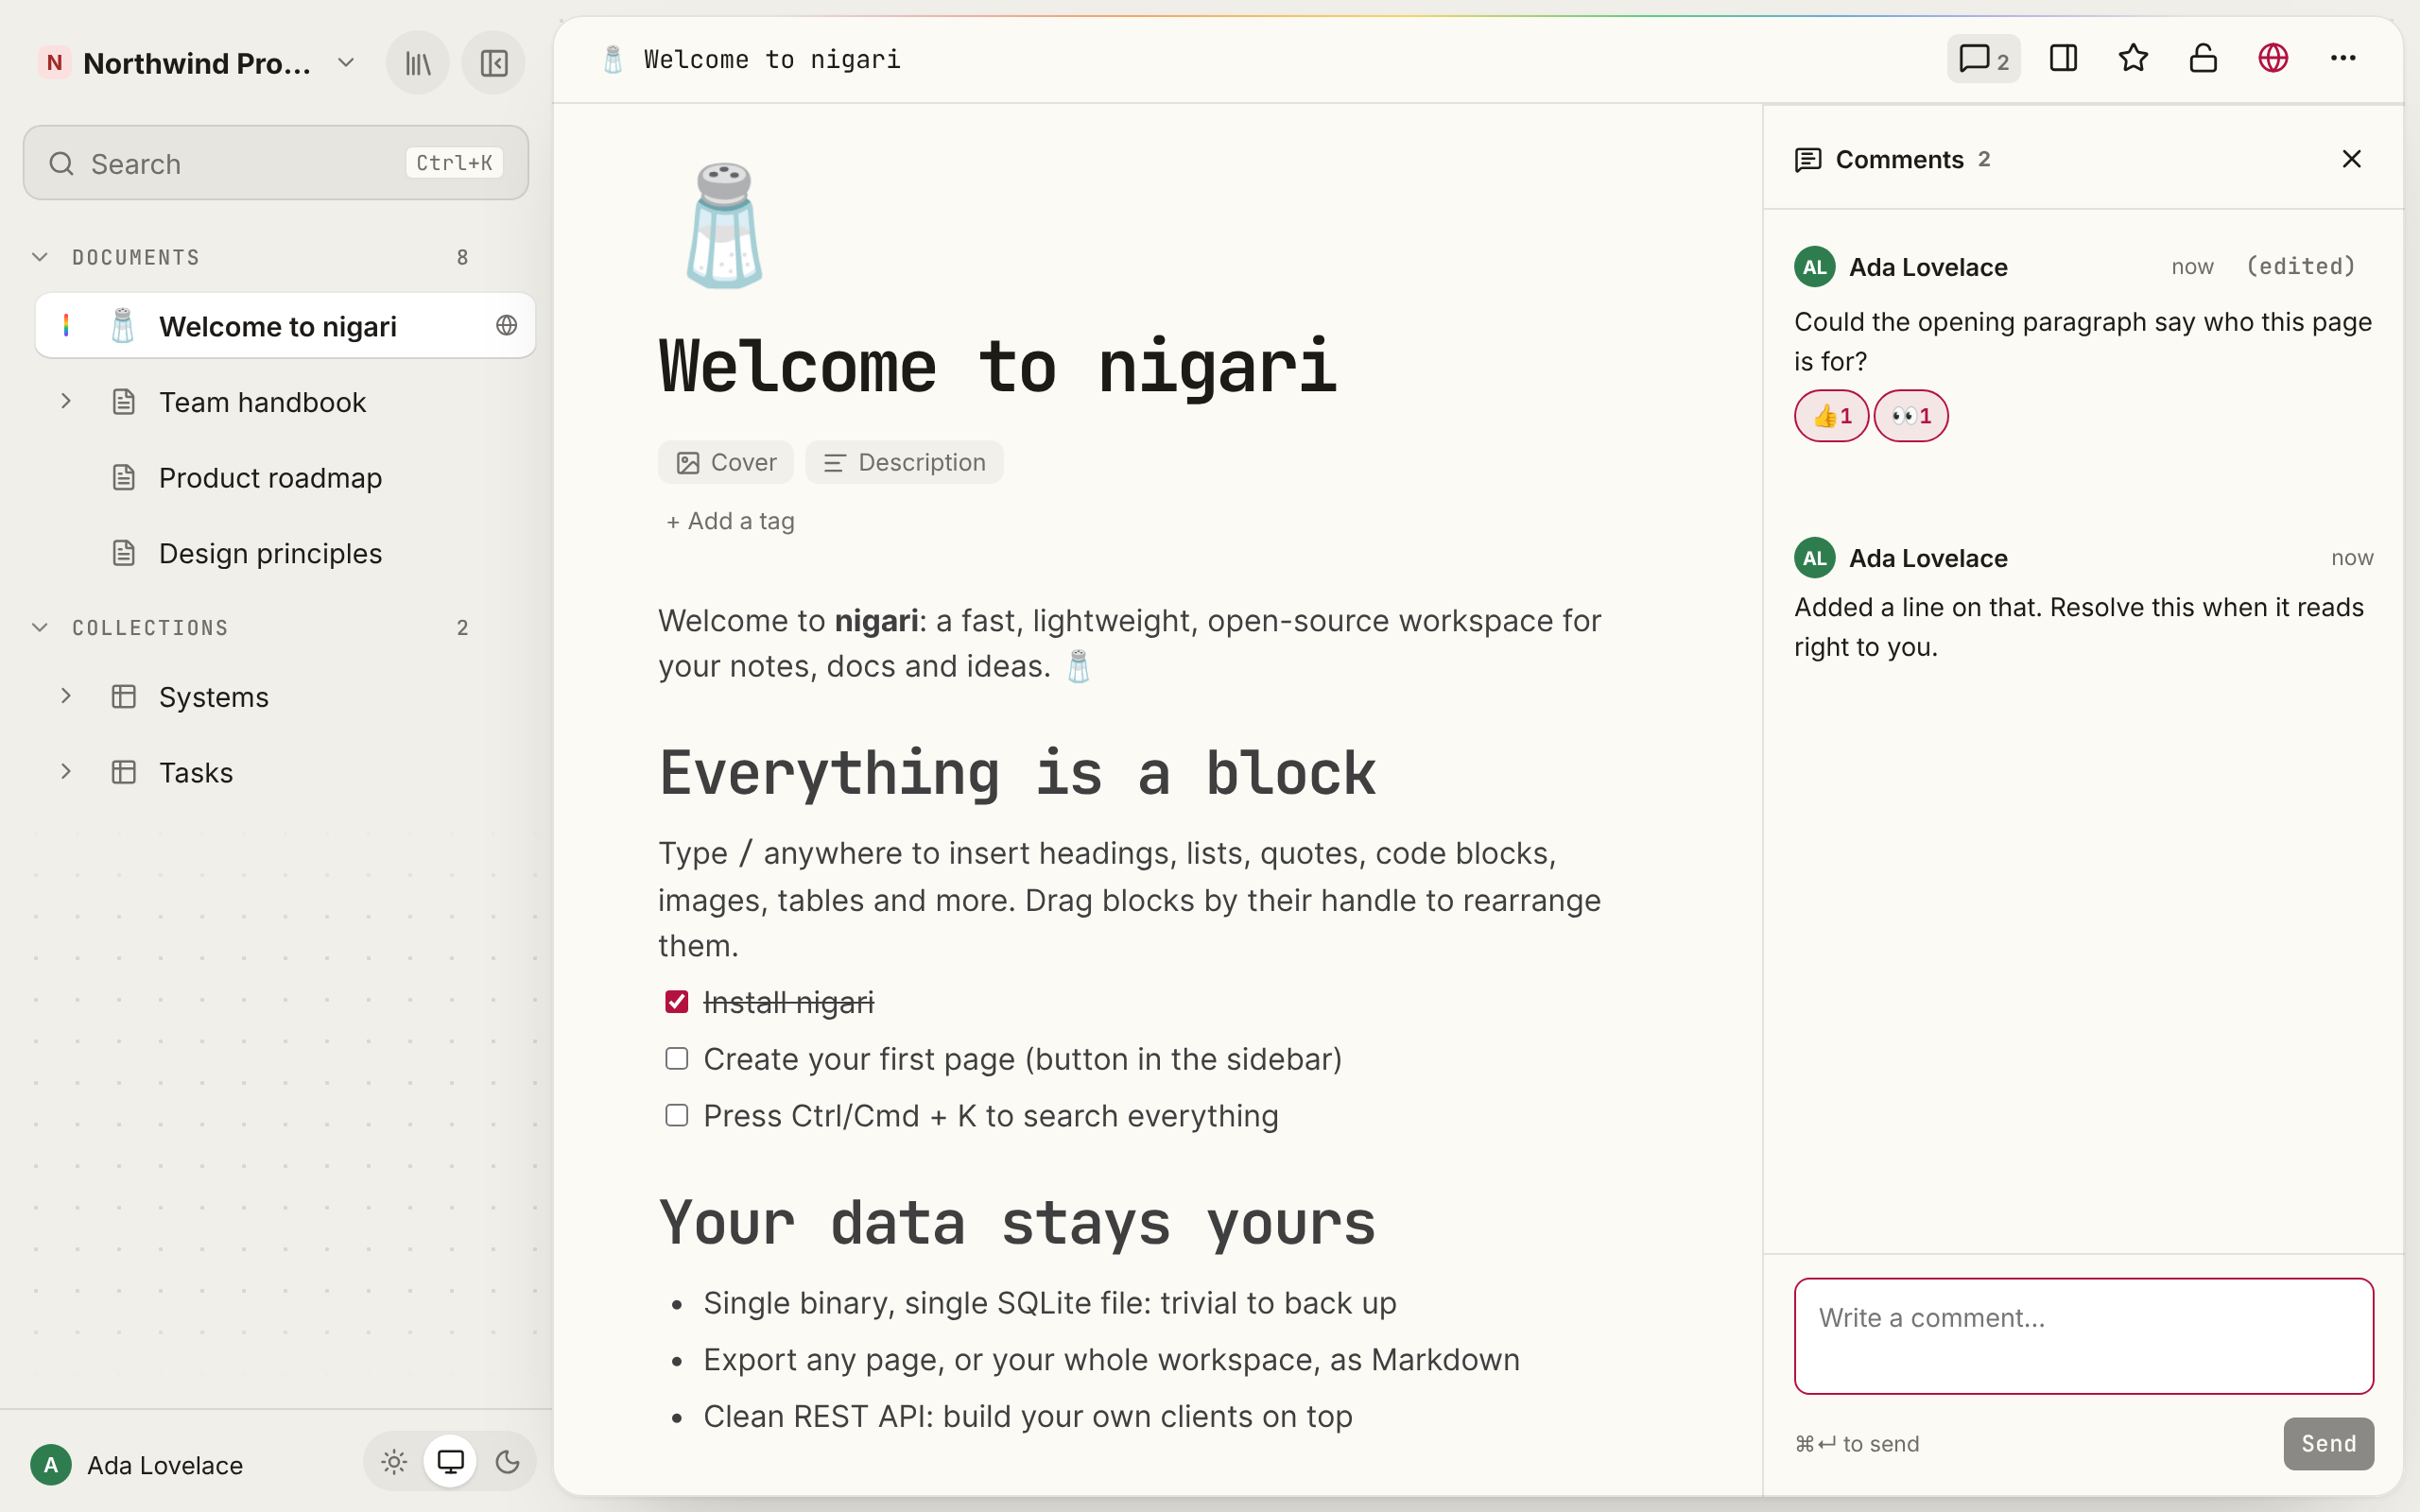 N Northwind Pro...
Search Ctrl+K
DOCUMENTS 8
Welcome to nigari
Team handbook
Product roadmap
Design principles
COLLECTIONS 2
Systems
Tasks
A Ada Lovelace
Welcome to nigari
2
Welcome to nigari
Cover Description
+ Add a tag
Welcome to nigari: a fast, lightweight, open-source workspace for
your notes, docs and ideas.
Everything is a block
Type / anywhere to insert headings, lists, quotes, code blocks,
images, tables and more. Drag blocks by their handle to rearrange
them.
Install nigari
Create your first page (button in the sidebar)
Press Ctrl/Cmd + K to search everything
Your data stays yours
• Single binary, single SQLite file: trivial to back up
• Export any page, or your whole workspace, as Markdown
• Clean REST API: build your own clients on top
Comments 2
AL Ada Lovelace now (edited)
Could the opening paragraph say who this page
is for?
👍1 👀1
AL Ada Lovelace now
Added a line on that. Resolve this when it reads
right to you.
Write a comment...
⌘↵ to send
Send